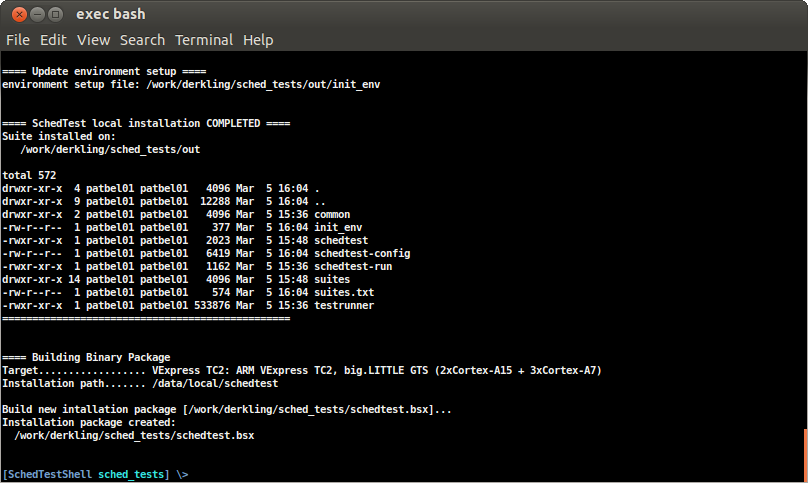 exec bash
File Edit View Search Terminal Help
==== Update environment setup ====
environment setup file: /work/derkling/sched_tests/out/init_env
==== SchedTest local installation COMPLETED ====
Suite installed on:
/work/derkling/sched_tests/out
total 572
drwxr-xr-x  4 patbel01 patbel01   4096 Mar  5 16:04 .
drwxr-xr-x  9 patbel01 patbel01  12288 Mar  5 16:04 ..
drwxr-xr-x  2 patbel01 patbel01   4096 Mar  5 15:36 common
-rw-r--r--  1 patbel01 patbel01    377 Mar  5 16:04 init_env
-rwxr-xr-x  1 patbel01 patbel01   2023 Mar  5 15:48 schedtest
-rwxr-xr-x  1 patbel01 patbel01   6419 Mar  5 16:04 schedtest-config
-rwxr-xr-x  1 patbel01 patbel01   1162 Mar  5 15:36 schedtest-run
drwxr-xr-x 14 patbel01 patbel01   4096 Mar  5 15:48 suites
-rw-r--r--  1 patbel01 patbel01    574 Mar  5 16:04 suites.txt
-rwxr-xr-x  1 patbel01 patbel01 533876 Mar  5 15:36 testrunner
================================================
==== Building Binary Package
Target.................. VExpress TC2: ARM VExpress TC2, big.LITTLE GTS (2xCortex-A15 + 3xCortex-A7)
Installation path....... /data/local/schedtest
Build new intallation package [/work/derkling/sched_tests/schedtest.bsx]...
Installation package created:
/work/derkling/sched_tests/schedtest.bsx
[SchedTestShell sched_tests] \>